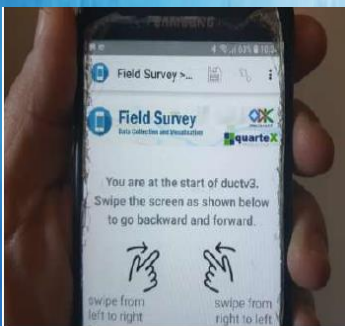 SAMSUNG
Field Survey >...
Field Survey
Data Collection and Visualization
ODK
quarteX
You are at the start of ductv3.
Swipe the screen as shown below
to go backward and forward.
swipe from
left to right
swipe from
right to left